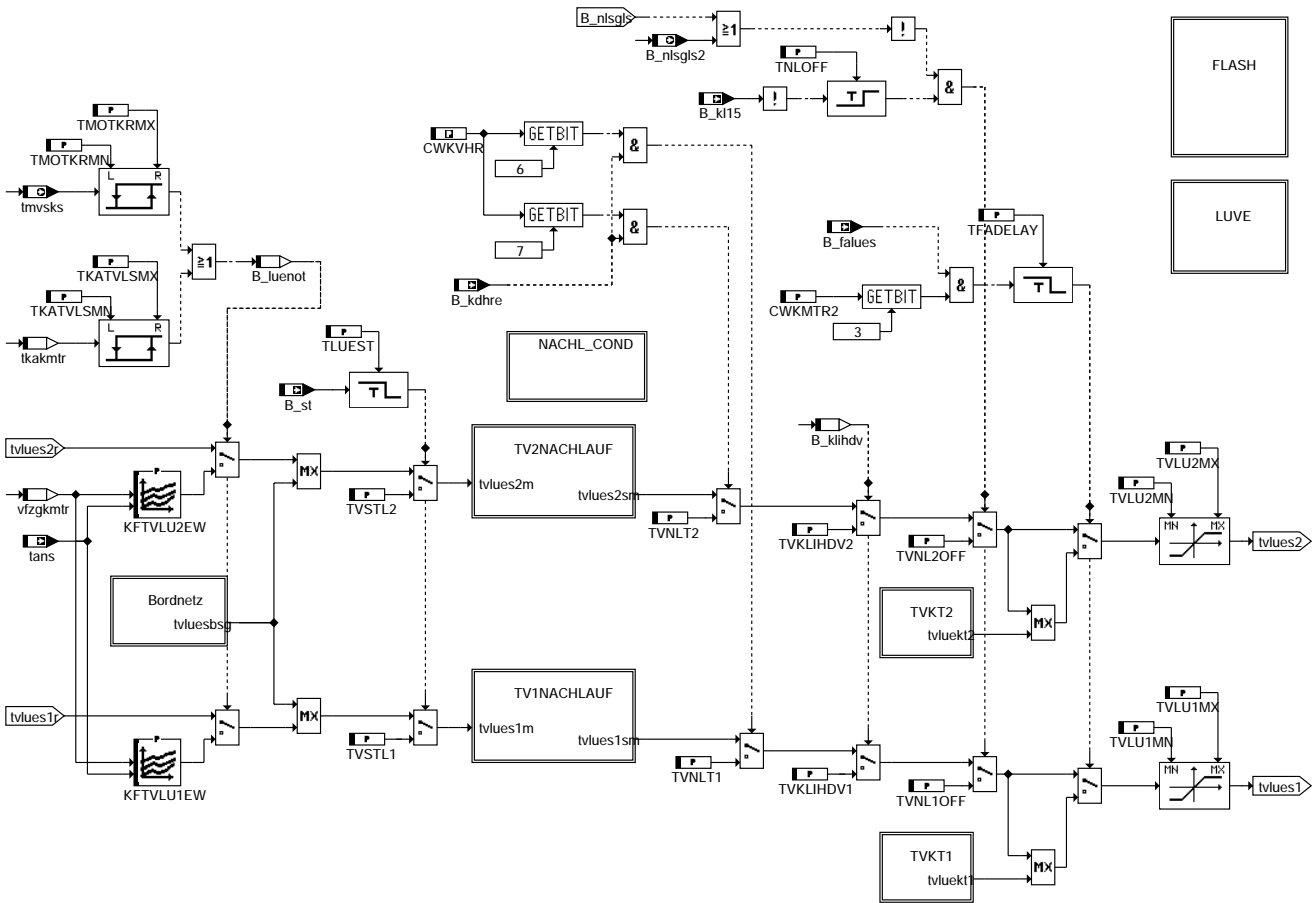 B_nlsgls
≧1
!
B_nlsgls2
P
TNLOFF
FLASH
&
T
B_kl15
!
P
TMOTKRMX
P
TMOTKRMN
L R
tmvsks
P
CWKVHR
GETBIT
6
&
GETBIT
7
&
B_kdhre
P
TFADELAY
LUVE
B_falues
&
T
P
CWKMTR2
GETBIT
3
≧1
B_luenot
P
TKATVLSMX
P
TKATVLSMN
L R
tkakmtr
P
TLUEST
NACHL_COND
B_st
T
B_klihdv
tvlues2r
MX
TV2NACHLAUF
tvlues2m
tvlues2sm
P
TVLU2MX
P
TVLU2MN
vfzgkmtr
P
KFTVLU2EW
P
TVSTL2
P
TVNLT2
P
TVKLIHDV2
P
TVNL2OFF
MN MX
tvlues2
tans
Bordnetz
tvluesbsg
TVKT2
tvluekt2
MX
tvlues1r
MX
TV1NACHLAUF
tvlues1m
tvlues1sm
P
TVLU1MX
P
TVLU1MN
P
KFTVLU1EW
P
TVSTL1
P
TVNLT1
P
TVKLIHDV1
P
TVNL1OFF
MN MX
tvlues1
TVKT1
tvluekt1
MX